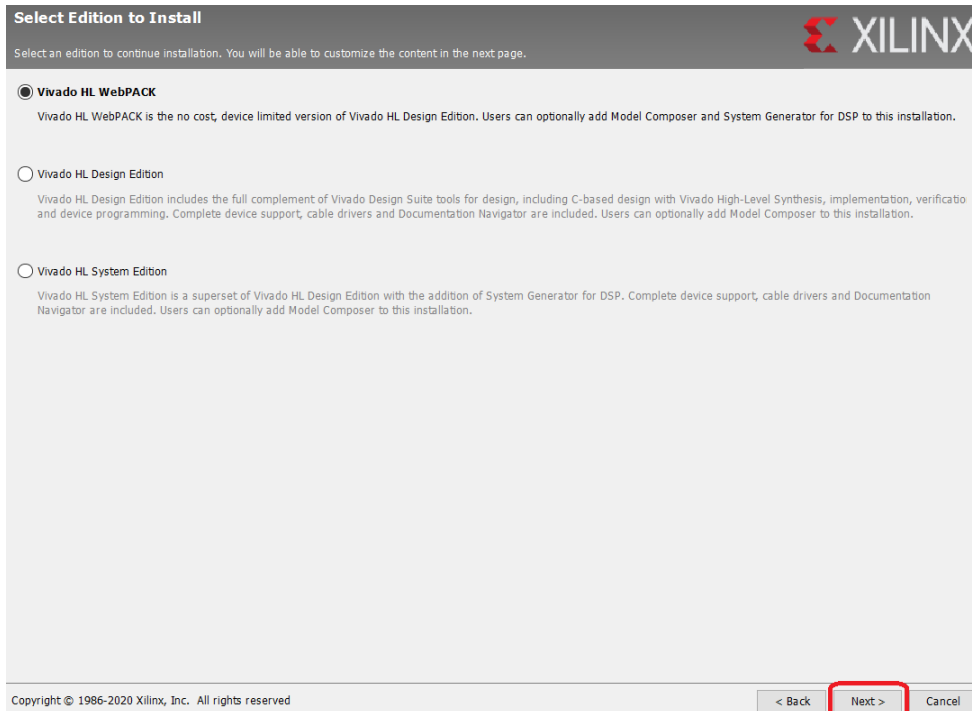 Select Edition to Install
XILINX
Select an edition to continue installation. You will be able to customize the content in the next page.
Vivado HL WebPACK
Vivado HL WebPACK is the no cost, device limited version of Vivado HL Design Edition. Users can optionally add Model Composer and System Generator for DSP to this installation.
Vivado HL Design Edition
Vivado HL Design Edition includes the full complement of Vivado Design Suite tools for design, including C-based design with Vivado High-Level Synthesis, implementation, verificatio
and device programming. Complete device support, cable drivers and Documentation Navigator are included. Users can optionally add Model Composer to this installation.
Vivado HL System Edition
Vivado HL System Edition is a superset of Vivado HL Design Edition with the addition of System Generator for DSP. Complete device support, cable drivers and Documentation
Navigator are included. Users can optionally add Model Composer to this installation.
Copyright © 1986-2020 Xilinx, Inc. All rights reserved
< Back Next > Cancel